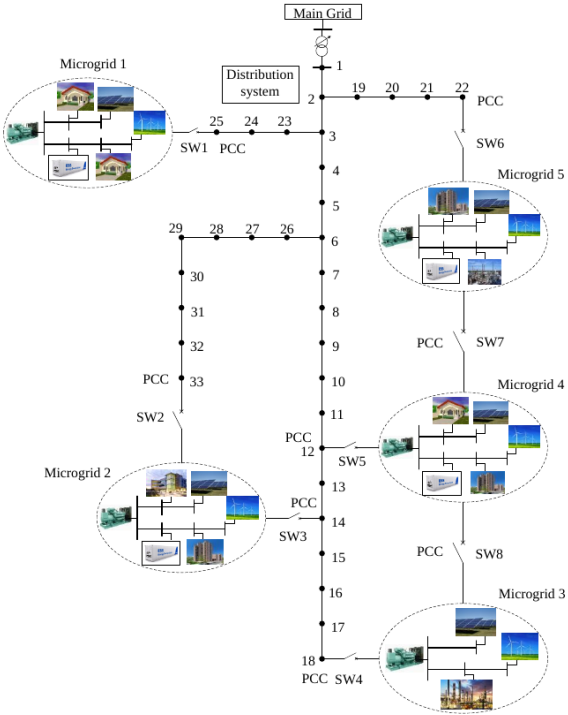 Main Grid
1
Distribution
system
2
19
20
21
22
PCC
Microgrid 1
25
24
23
3
SW1
PCC
SW6
4
Microgrid 5
5
29
28
27
26
6
30
7
31
8
32
9
PCC
SW7
PCC
33
10
Microgrid 4
SW2
11
PCC
12
SW5
Microgrid 2
13
PCC
14
SW3
15
PCC
SW8
16
Microgrid 3
17
18
PCC
SW4